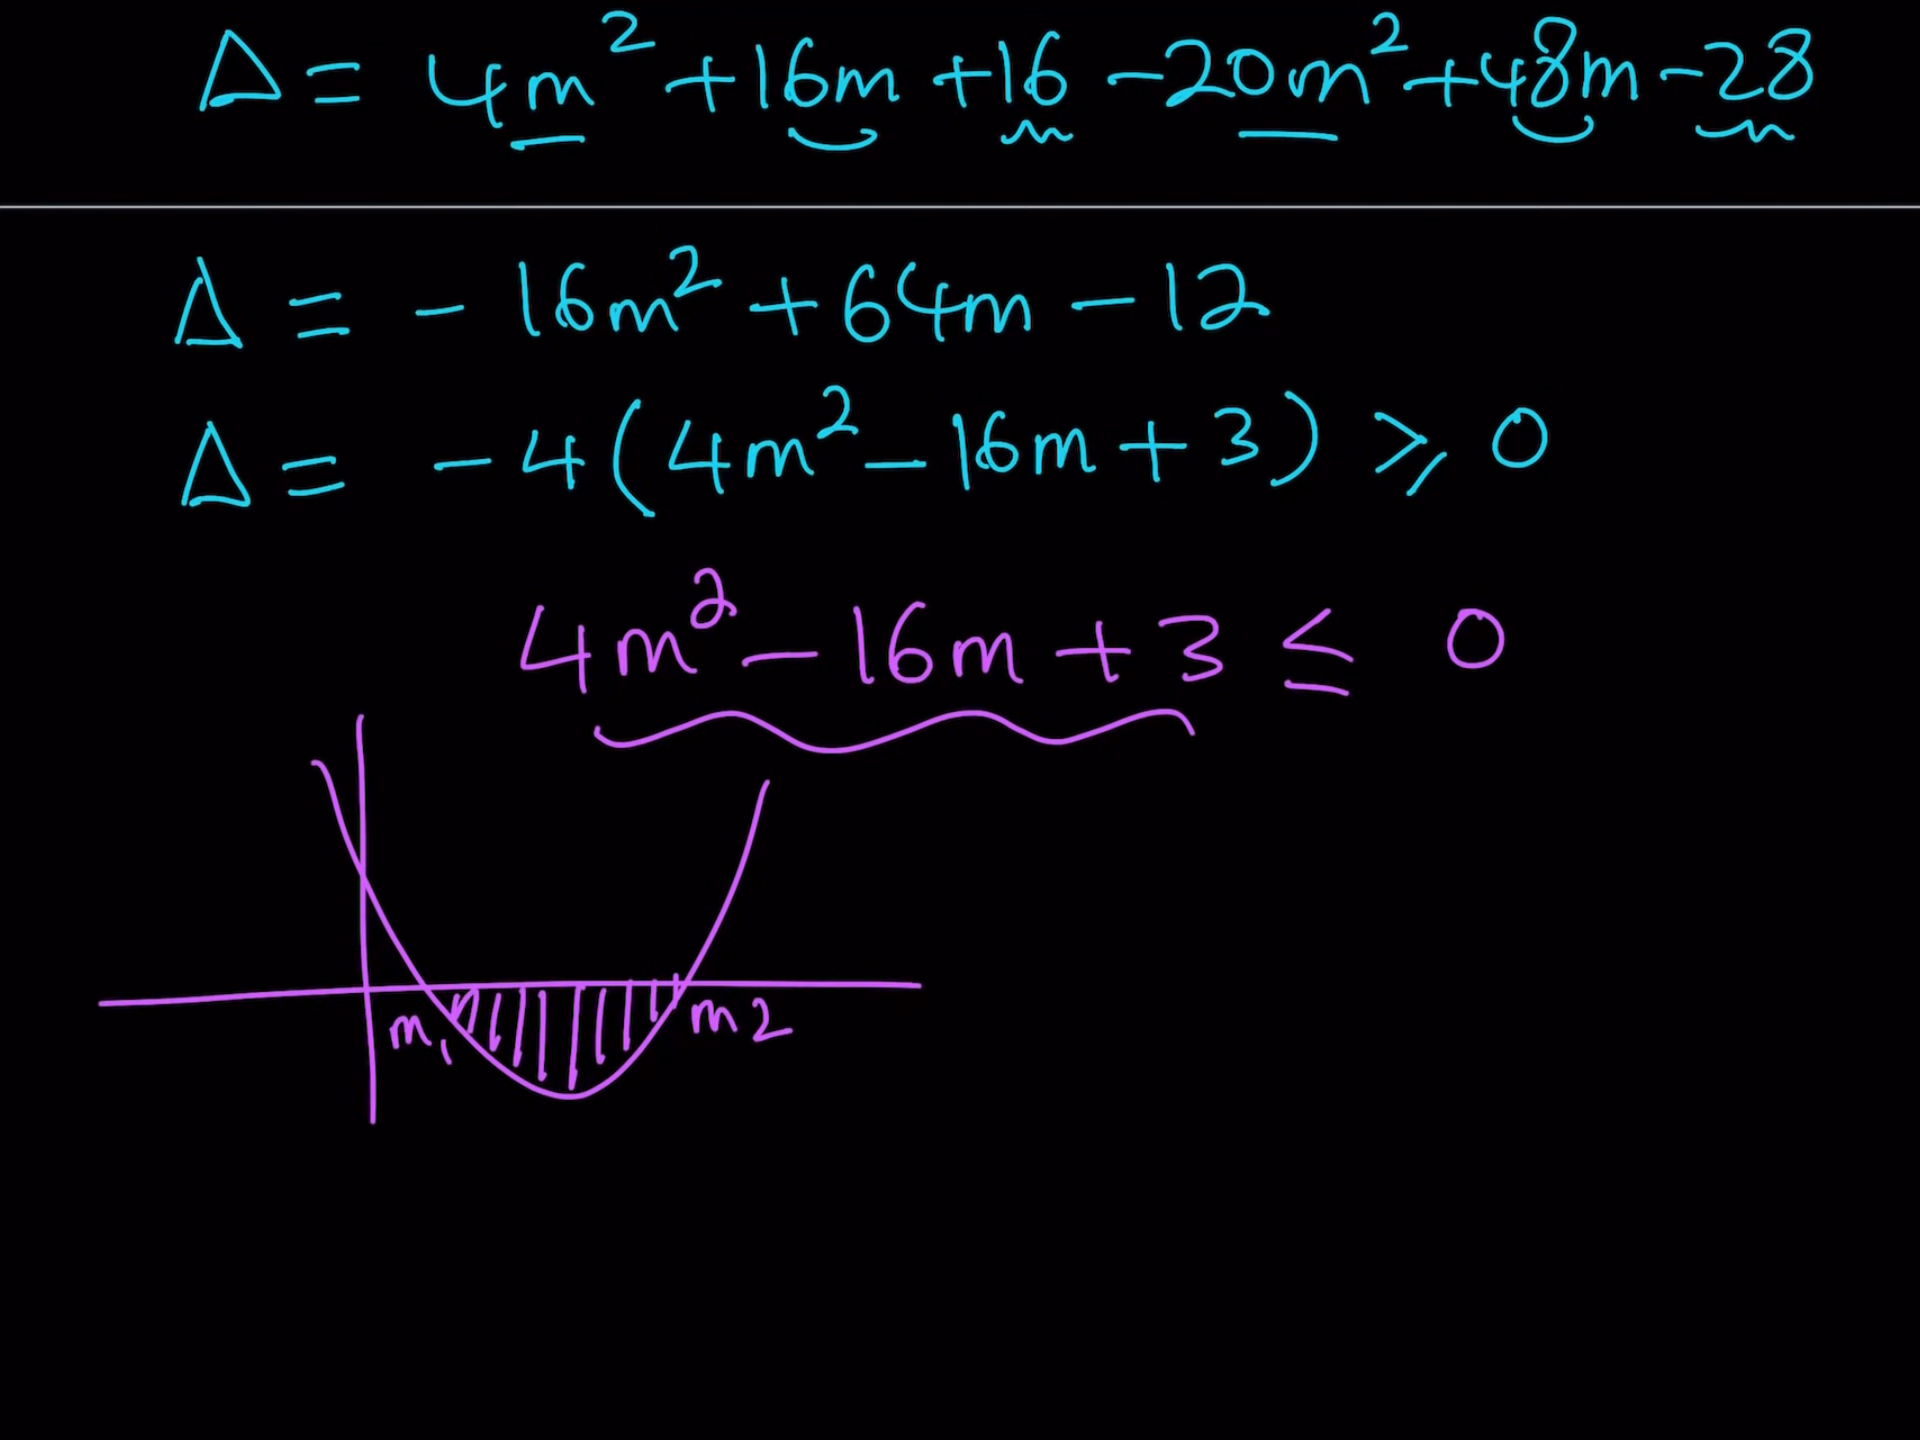 Δ = 4m² + 16m + 16 - 20m² + 48m - 28
Δ = - 16m² + 64m - 12
Δ = - 4(4m² - 16m + 3) ≥ 0
4m² - 16m + 3 ≤ 0
m₁ m2